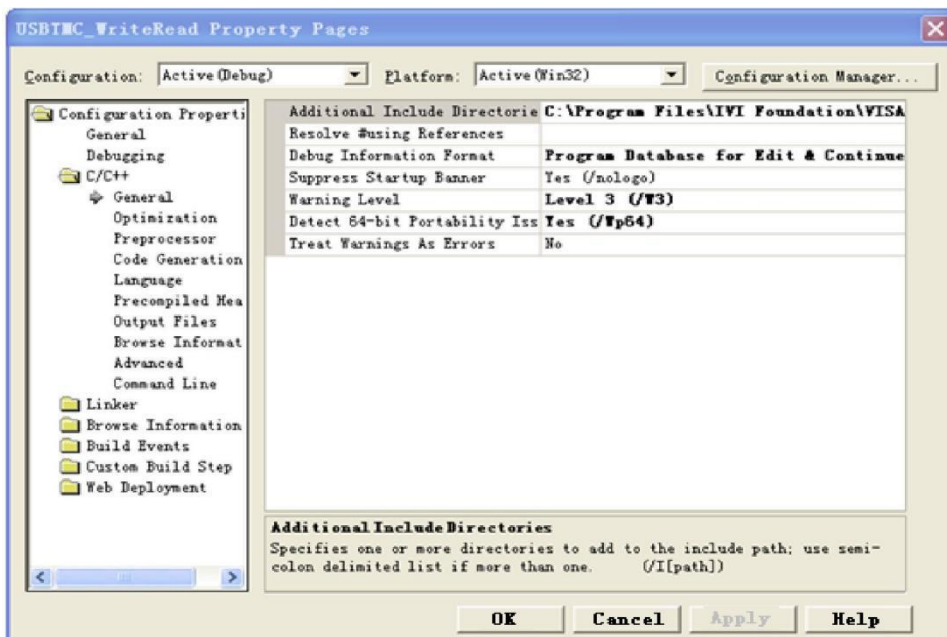 USBTMC_WriteRead Property Pages
Configuration: Active(Debug) Platform: Active(Win32) Configuration Manager...
Configuration Properti
General
Debugging
C/C++
General
Optimization
Preprocessor
Code Generation
Language
Precompiled Hea
Output Files
Browse Informat
Advanced
Command Line
Linker
Browse Information
Build Events
Custom Build Step
Web Deployment
Additional Include Directorie C:\Program Files\IVI Foundation\VISA
Resolve #using References
Debug Information Format Program Database for Edit & Continue
Suppress Startup Banner Yes (/nologo)
Warning Level Level 3 (/W3)
Detect 64-bit Portability Iss Yes (/Wp64)
Treat Warnings As Errors No
Additional Include Directories
Specifies one or more directories to add to the include path; use semi-
colon delimited list if more than one. (/I[path])
OK Cancel Apply Help